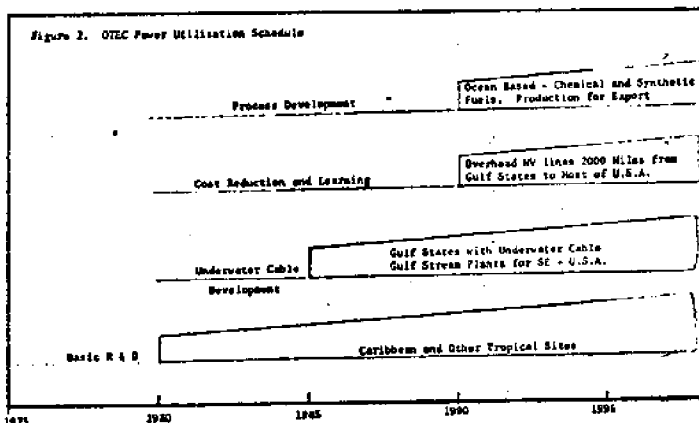 Figure 2. OTEC Power Utilization Schedule
Process Development
Ocean Based - Chemical and Synthetic
Fuels. Production for Export
Cost Reduction and Learning
Overhead HV lines 2000 Miles from
Gulf States to Most of U.S.A.
Underwater Cable
Development
Gulf States with Underwater Cable
Gulf Stream Plants for SE - U.S.A.
Basic R & D
Caribbean and Other Tropical Sites
1975 1980 1985 1990 1995